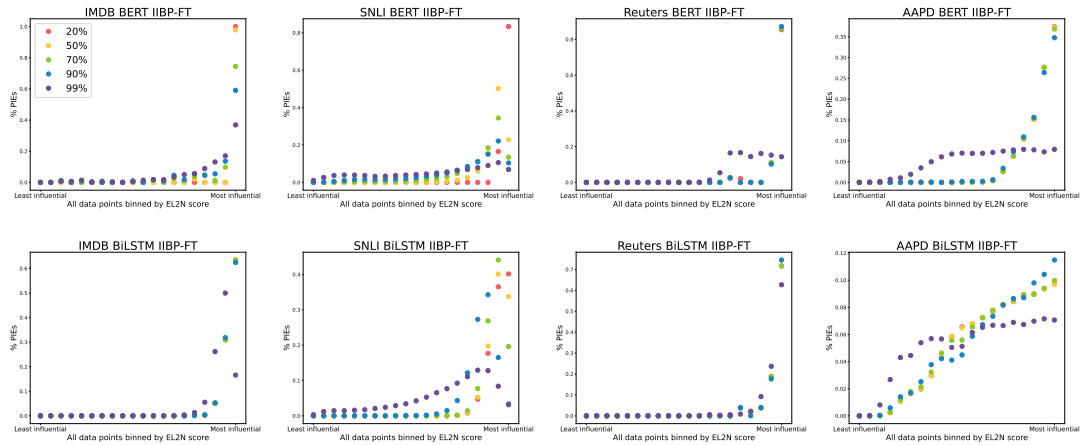 IMDB BERT IIBP-FT
1.0
0.8
0.6
0.4
0.2
0.0
% PIEs
20%
50%
70%
90%
99%
Least influential
Most influential
All data points binned by EL2N score
SNLI BERT IIBP-FT
0.8
0.6
0.4
0.2
0.0
% PIEs
Least influential
Most influential
All data points binned by EL2N score
Reuters BERT IIBP-FT
0.8
0.6
0.4
0.2
0.0
% PIEs
Least influential
Most influential
All data points binned by EL2N score
AAPD BERT IIBP-FT
0.35
0.30
0.25
0.20
0.15
0.10
0.05
0.00
% PIEs
Least influential
Most influential
All data points binned by EL2N score
IMDB BiLSTM IIBP-FT
0.6
0.5
0.4
0.3
0.2
0.1
0.0
% PIEs
Least influential
Most influential
All data points binned by EL2N score
SNLI BiLSTM IIBP-FT
0.4
0.3
0.2
0.1
0.0
% PIEs
Least influential
Most influential
All data points binned by EL2N score
Reuters BiLSTM IIBP-FT
0.7
0.6
0.5
0.4
0.3
0.2
0.1
0.0
% PIEs
Least influential
Most influential
All data points binned by EL2N score
AAPD BiLSTM IIBP-FT
0.12
0.10
0.08
0.06
0.04
0.02
0.00
% PIEs
Least influential
Most influential
All data points binned by EL2N score